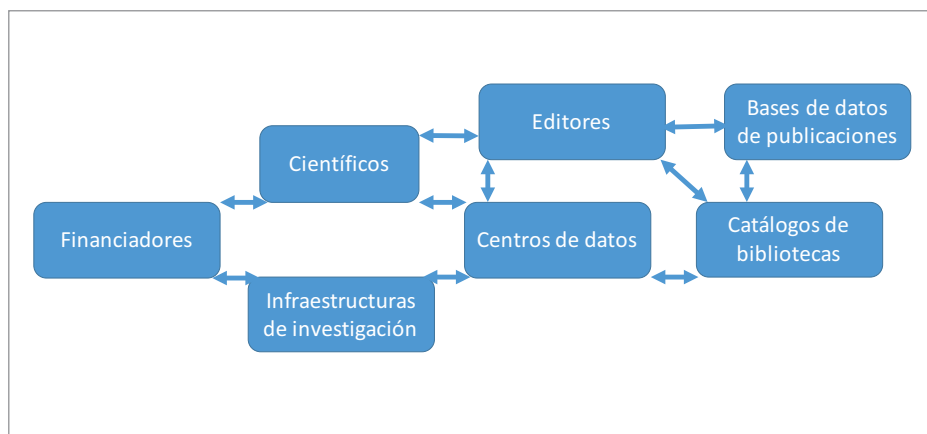 Editores
Bases de datos
de publicaciones
Científicos
Financiadores
Centros de datos
Catálogos de
bibliotecas
Infraestructuras
de investigación